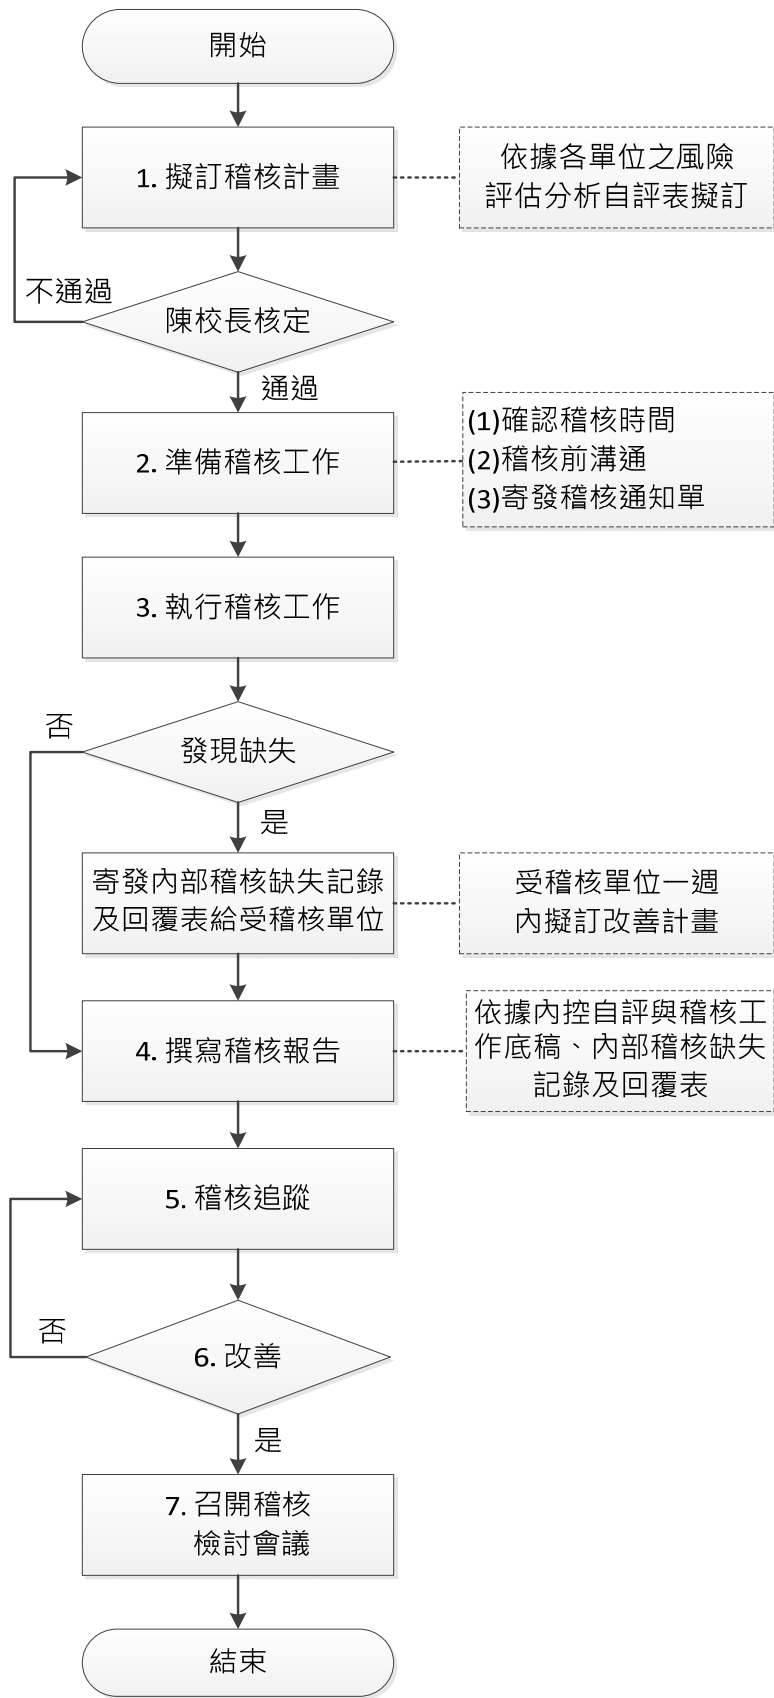 開始
1. 擬訂稽核計畫
依據各單位之風險
評估分析自評表擬訂
不通過
陳校長核定
通過
2. 準備稽核工作
(1)確認稽核時間
(2)稽核前溝通
(3)寄發稽核通知單
3. 執行稽核工作
否
發現缺失
是
寄發內部稽核缺失記錄
及回覆表給受稽核單位
受稽核單位一週
內擬訂改善計畫
4. 撰寫稽核報告
依據內控自評與稽核工
作底稿、內部稽核缺失
記錄及回覆表
5. 稽核追蹤
否
6. 改善
是
7. 召開稽核
檢討會議
結束